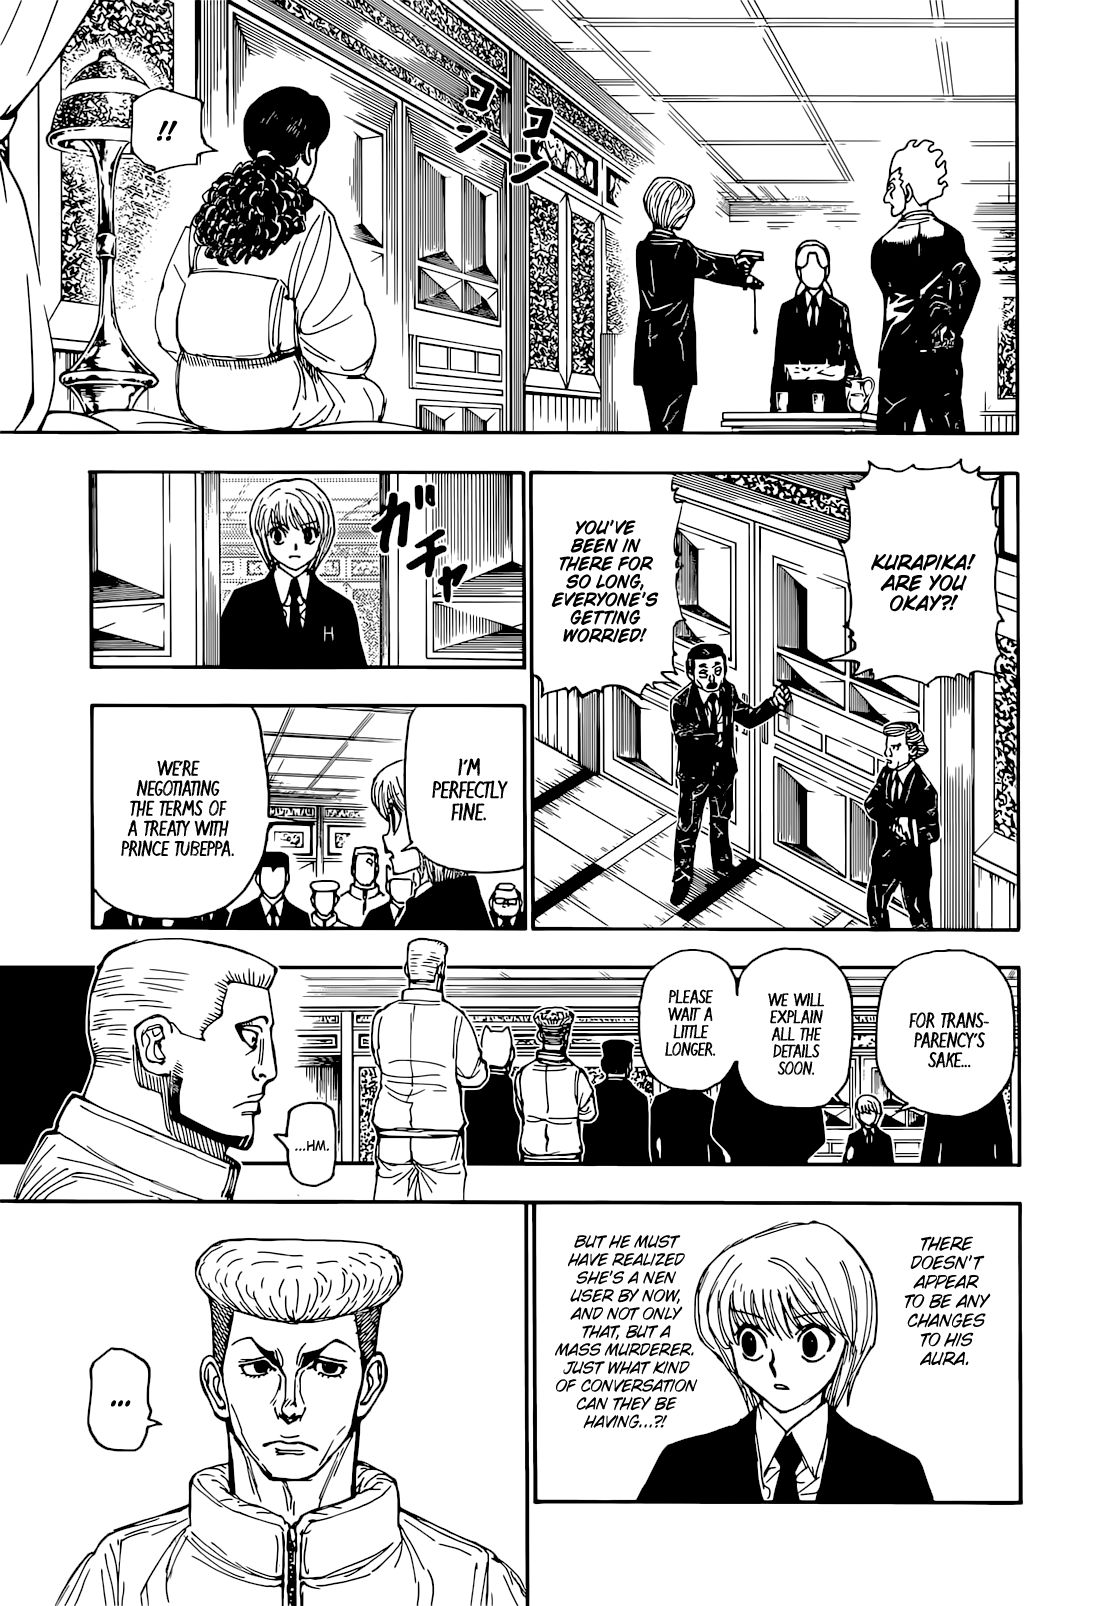 コン
コン
!!
KURAPIKA!
ARE YOU
OKAY?!
YOU'VE
BEEN IN
THERE FOR
SO LONG,
EVERYONE'S
GETTING
WORRIED!
ガチャ
H
I'M
PERFECTLY
FINE.
WE'RE
NEGOTIATING
THE TERMS OF
A TREATY WITH
PRINCE TUBEPPA.
FOR TRANS-
PARENCY'S
SAKE...
WE WILL
EXPLAIN
ALL THE
DETAILS
SOON.
PLEASE
WAIT A
LITTLE
LONGER.
...HM.
THERE
DOESN'T
APPEAR
TO BE ANY
CHANGES
TO HIS
AURA.
BUT HE MUST
HAVE REALIZED
SHE'S A NEN
USER BY NOW,
AND NOT ONLY
THAT, BUT A
MASS MURDERER.
JUST WHAT KIND
OF CONVERSATION
CAN THEY BE
HAVING...?!
...